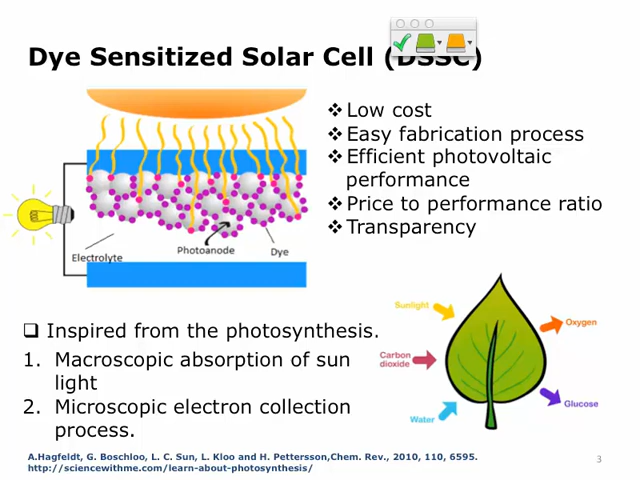 Dye Sensitized Solar Cell (DSSC)
❖Low cost
❖Easy fabrication process
❖Efficient photovoltaic
performance
❖Price to performance ratio
❖Transparency
Electrolyte
Photoanode
Dye
❑ Inspired from the photosynthesis.
1. Macroscopic absorption of sun
light
2. Microscopic electron collection
process.
Sunlight
Oxygen
Carbon
dioxide
Glucose
Water
A.Hagfeldt, G. Boschloo, L. C. Sun, L. Kloo and H. Pettersson,Chem. Rev., 2010, 110, 6595.
http://sciencewithme.com/learn-about-photosynthesis/
3